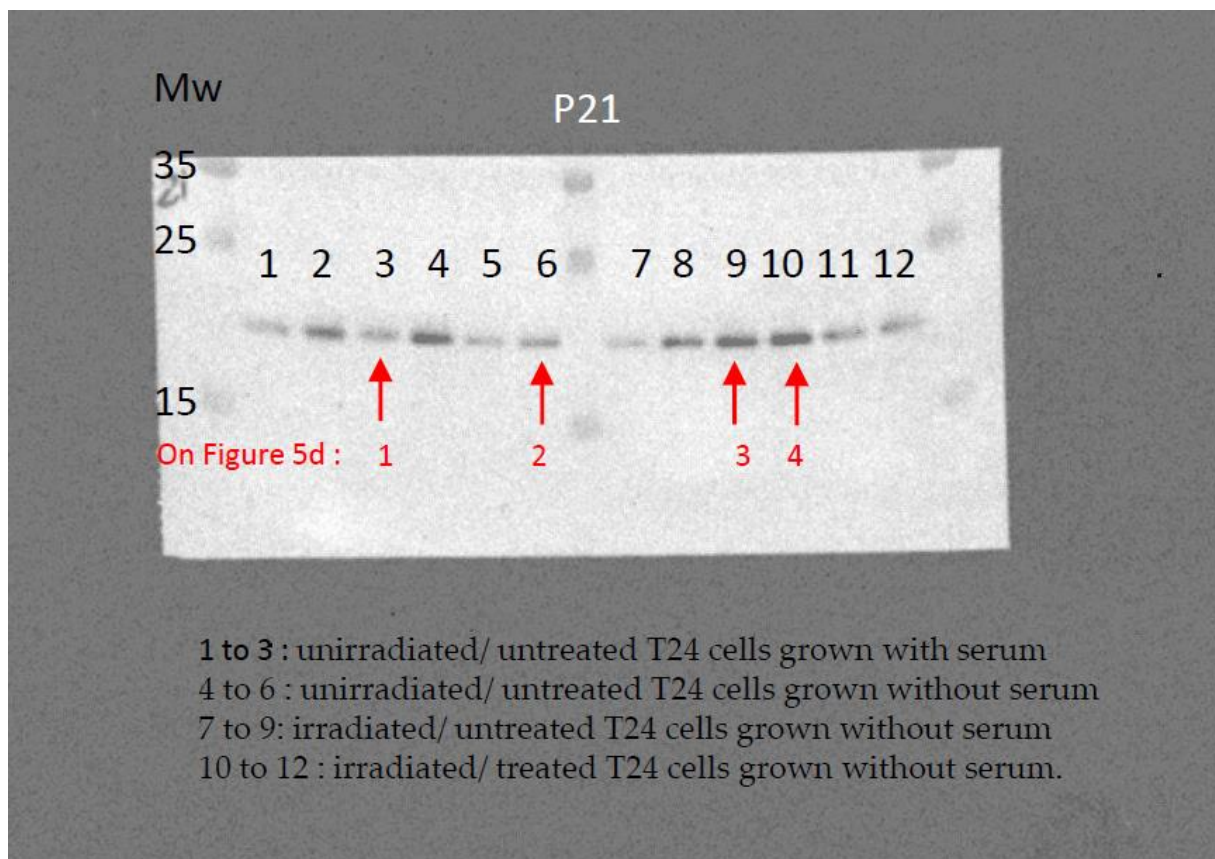 Mw
P21
35
21
25
1 2 3 4 5 6 7 8 9 10 11 12
15
On Figure 5d : 1 2 3 4
1 to 3 : unirradiated/ untreated T24 cells grown with serum
4 to 6 : unirradiated/ untreated T24 cells grown without serum
7 to 9: irradiated/ untreated T24 cells grown without serum
10 to 12 : irradiated/ treated T24 cells grown without serum.